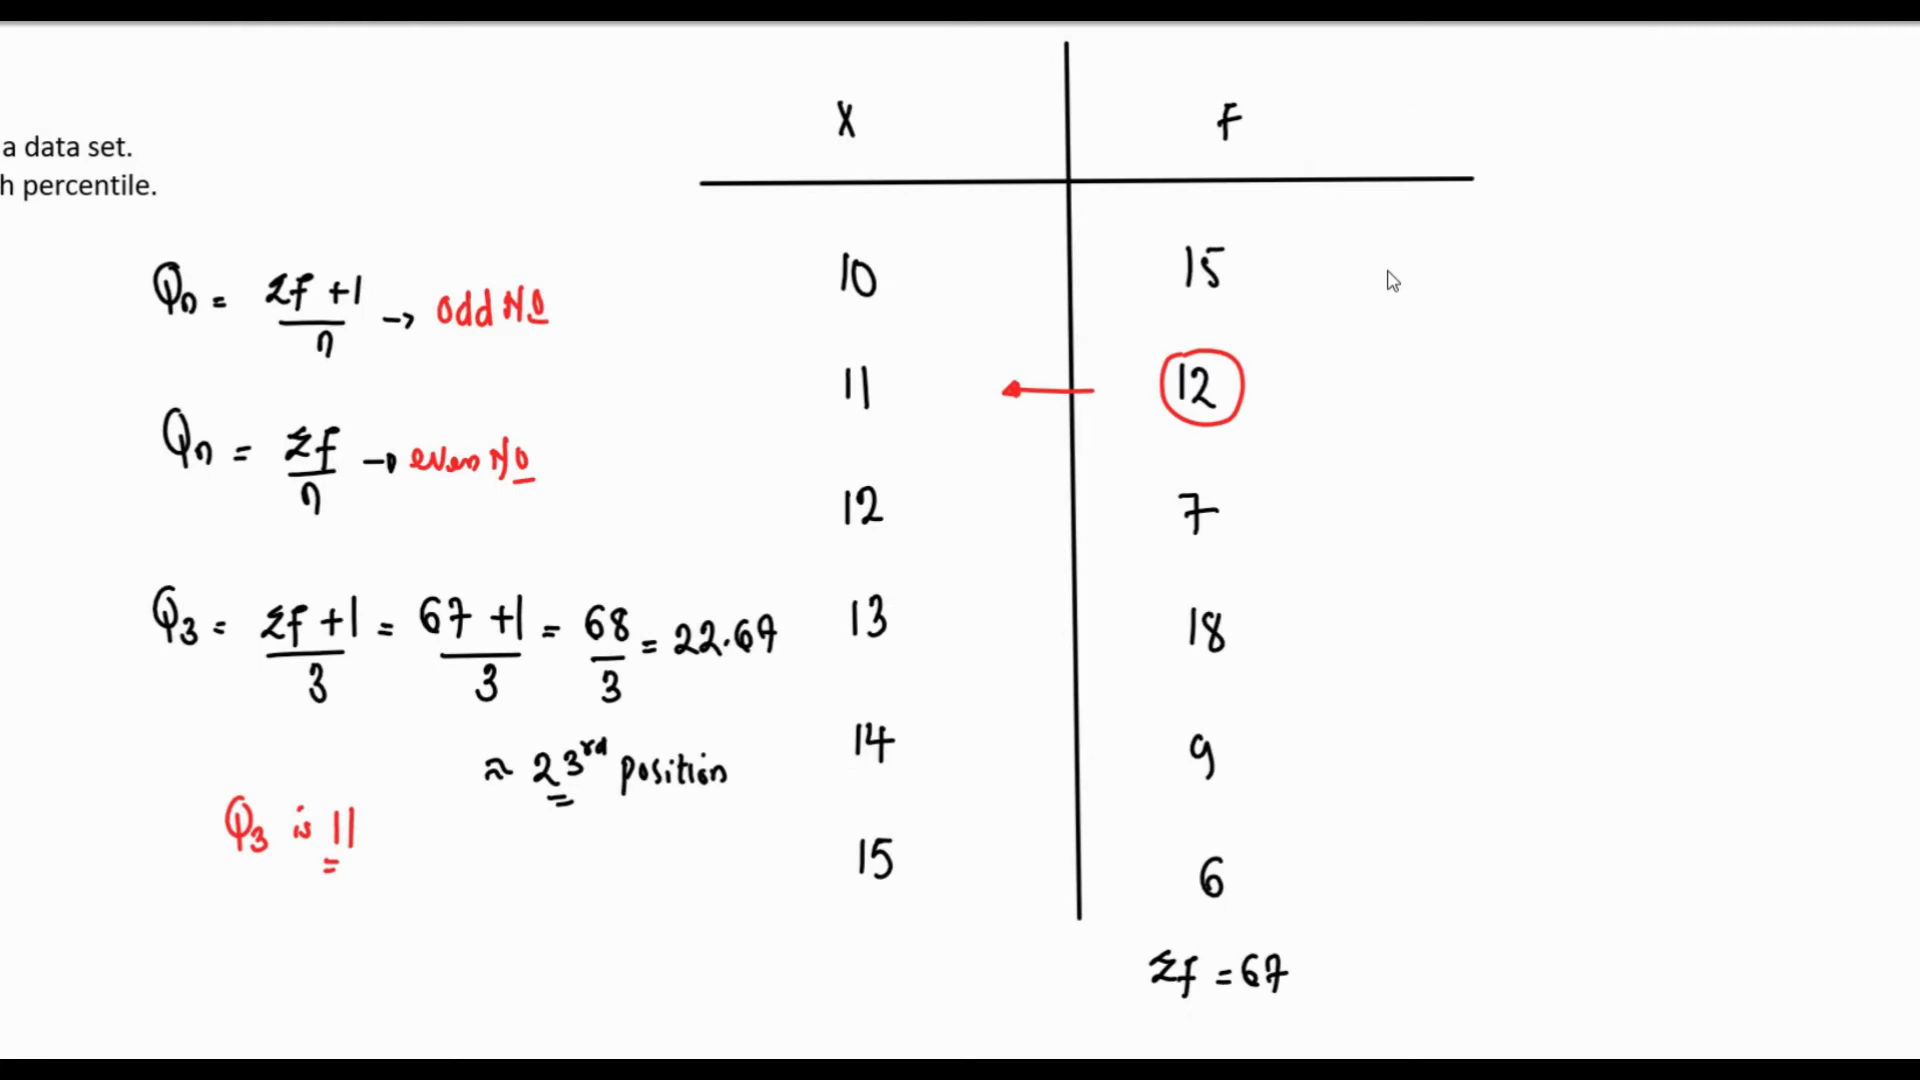 a data set.
h percentile.
Qn = Σf +1 / n → odd No
Qn = Σf / n → even No
Q3 = Σf +1 / 3 = 67 +1 / 3 = 68 / 3 = 22.67
≈ 23rd position
Q3 is 11
X F
10 15
11 12
12 7
13 18
14 9
15 6
Σf = 67